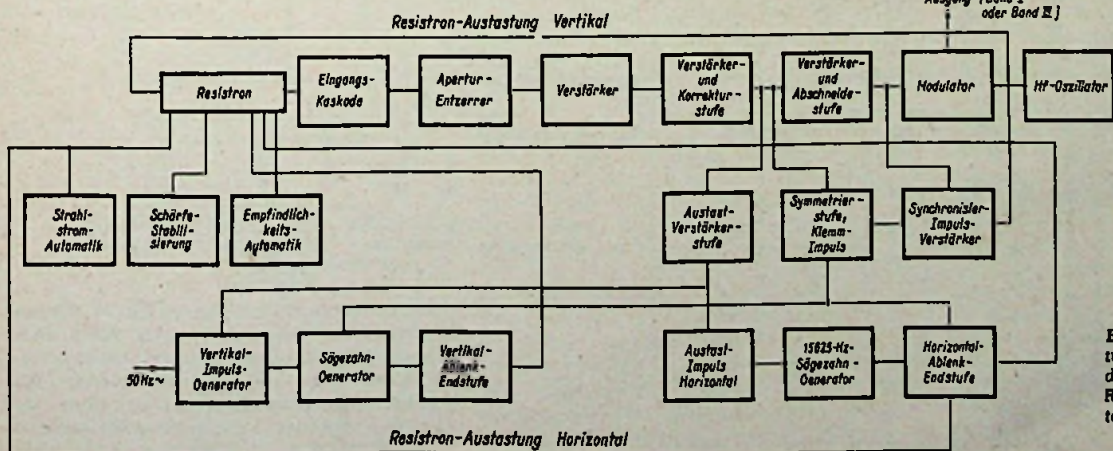 Ausgang [Band I
oder Band III]
Resistron-Austastung Vertikal
Resistron
Eingangs-
Kaskode
Apertur-
Entzerrer
Verstärker
Verstärker-
und
Korrektur-
stufe
Verstärker-
und
Abschneide-
stufe
Modulator
Hf-Oszillator
Strahl-
strom-
Automatik
Schärfe-
Stabili-
sierung
Empfindlich-
keits-
Automatik
Austast-
Verstärker-
stufe
Symmetrier-
stufe,
Klemm-
Impuls
Synchronisier-
Impuls-
Verstärker
50Hz~
Vertikal-
Impuls-
Generator
Sägezahn-
Generator
Vertikal-
Ablenk-
Endstufe
Austast-
Impuls
Horizontal
15625-Hz-
Sägezahn-
Generator
Horizontal-
Ablenk-
Endstufe
Resistron-Austastung Horizontal